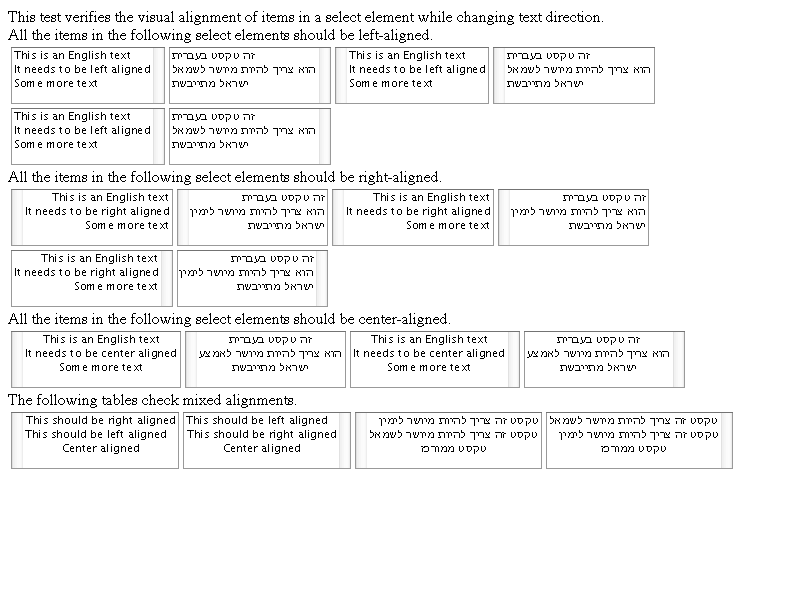 This test verifies the visual alignment of items in a select element while changing text direction.
All the items in the following select elements should be left-aligned.
This is an English text
It needs to be left aligned
Some more text
זה טקסט בעברית
הוא צריך להיות מיושר לשמאל
ישראל מתייבשת
This is an English text
It needs to be left aligned
Some more text
זה טקסט בעברית
הוא צריך להיות מיושר לשמאל
ישראל מתייבשת
This is an English text
It needs to be left aligned
Some more text
זה טקסט בעברית
הוא צריך להיות מיושר לשמאל
ישראל מתייבשת
All the items in the following select elements should be right-aligned.
This is an English text
It needs to be right aligned
Some more text
זה טקסט בעברית
הוא צריך להיות מיושר לימין
ישראל מתייבשת
This is an English text
It needs to be right aligned
Some more text
זה טקסט בעברית
הוא צריך להיות מיושר לימין
ישראל מתייבשת
This is an English text
It needs to be right aligned
Some more text
זה טקסט בעברית
הוא צריך להיות מיושר לימין
ישראל מתייבשת
All the items in the following select elements should be center-aligned.
This is an English text
It needs to be center aligned
Some more text
זה טקסט בעברית
הוא צריך להיות מיושר לאמצע
ישראל מתייבשת
This is an English text
It needs to be center aligned
Some more text
זה טקסט בעברית
הוא צריך להיות מיושר לאמצע
ישראל מתייבשת
The following tables check mixed alignments.
This should be right aligned
This should be left aligned
Center aligned
This should be left aligned
This should be right aligned
Center aligned
טקסט זה צריך להיות מיושר לימין
טקסט זה צריך להיות מיושר לשמאל
טקסט ממורכז
טקסט זה צריך להיות מיושר לשמאל
טקסט זה צריך להיות מיושר לימין
טקסט ממורכז